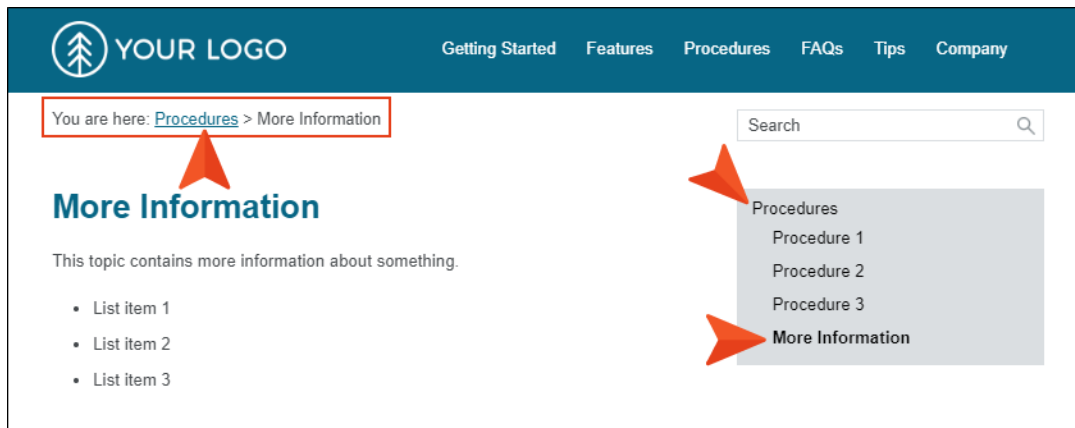 YOUR LOGO
Getting Started Features Procedures FAQs Tips Company
You are here: Procedures > More Information
Search
More Information
This topic contains more information about something.
• List item 1
• List item 2
• List item 3
Procedures
Procedure 1
Procedure 2
Procedure 3
More Information